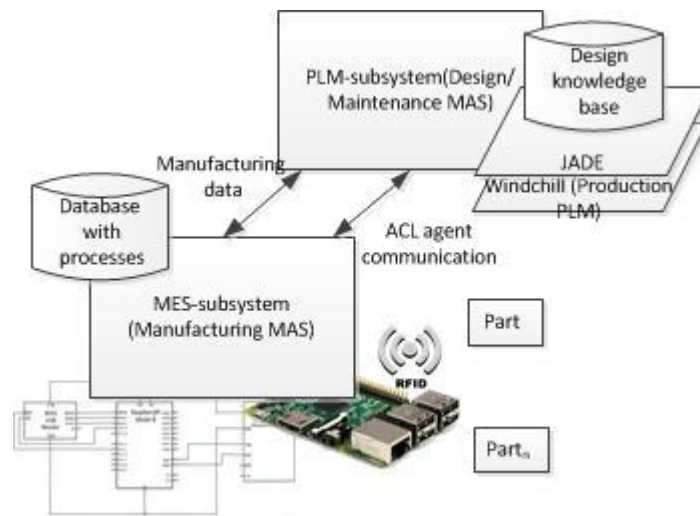 PLM-subsystem(Design/
Maintenance MAS)
Design
knowledge
base
JADE
Windchill (Production
PLM)
Manufacturing
data
ACL agent
communication
Database
with
processes
MES-subsystem
(Manufacturing MAS)
RFID
Part
Partₙ